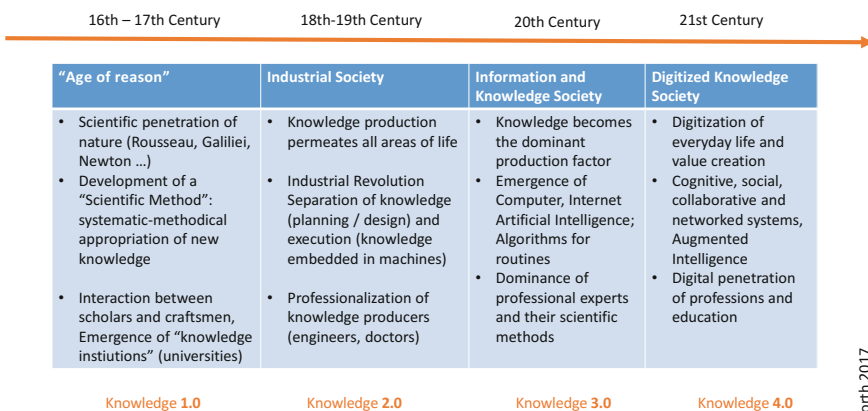 16th – 17th Century
18th-19th Century
20th Century
21st Century
“Age of reason”
• Scientific penetration of
nature (Rousseau, Galiliei,
Newton …)
• Development of a
“Scientific Method”:
systematic-methodical
appropriation of new
knowledge
• Interaction between
scholars and craftsmen,
Emergence of “knowledge
instiutions” (universities)
Industrial Society
• Knowledge production
permeates all areas of life
• Industrial Revolution
Separation of knowledge
(planning / design) and
execution (knowledge
embedded in machines)
• Professionalization of
knowledge producers
(engineers, doctors)
Information and
Knowledge Society
• Knowledge becomes
the dominant
production factor
• Emergence of
Computer, Internet
Artificial Intelligence;
Algorithms for
routines
• Dominance of
professional experts
and their scientific
methods
Digitized Knowledge
Society
• Digitization of
everyday life and
value creation
• Cognitive, social,
collaborative and
networked systems,
Augmented
Intelligence
• Digital penetration
of professions and
education
Knowledge 1.0
Knowledge 2.0
Knowledge 3.0
Knowledge 4.0
2017